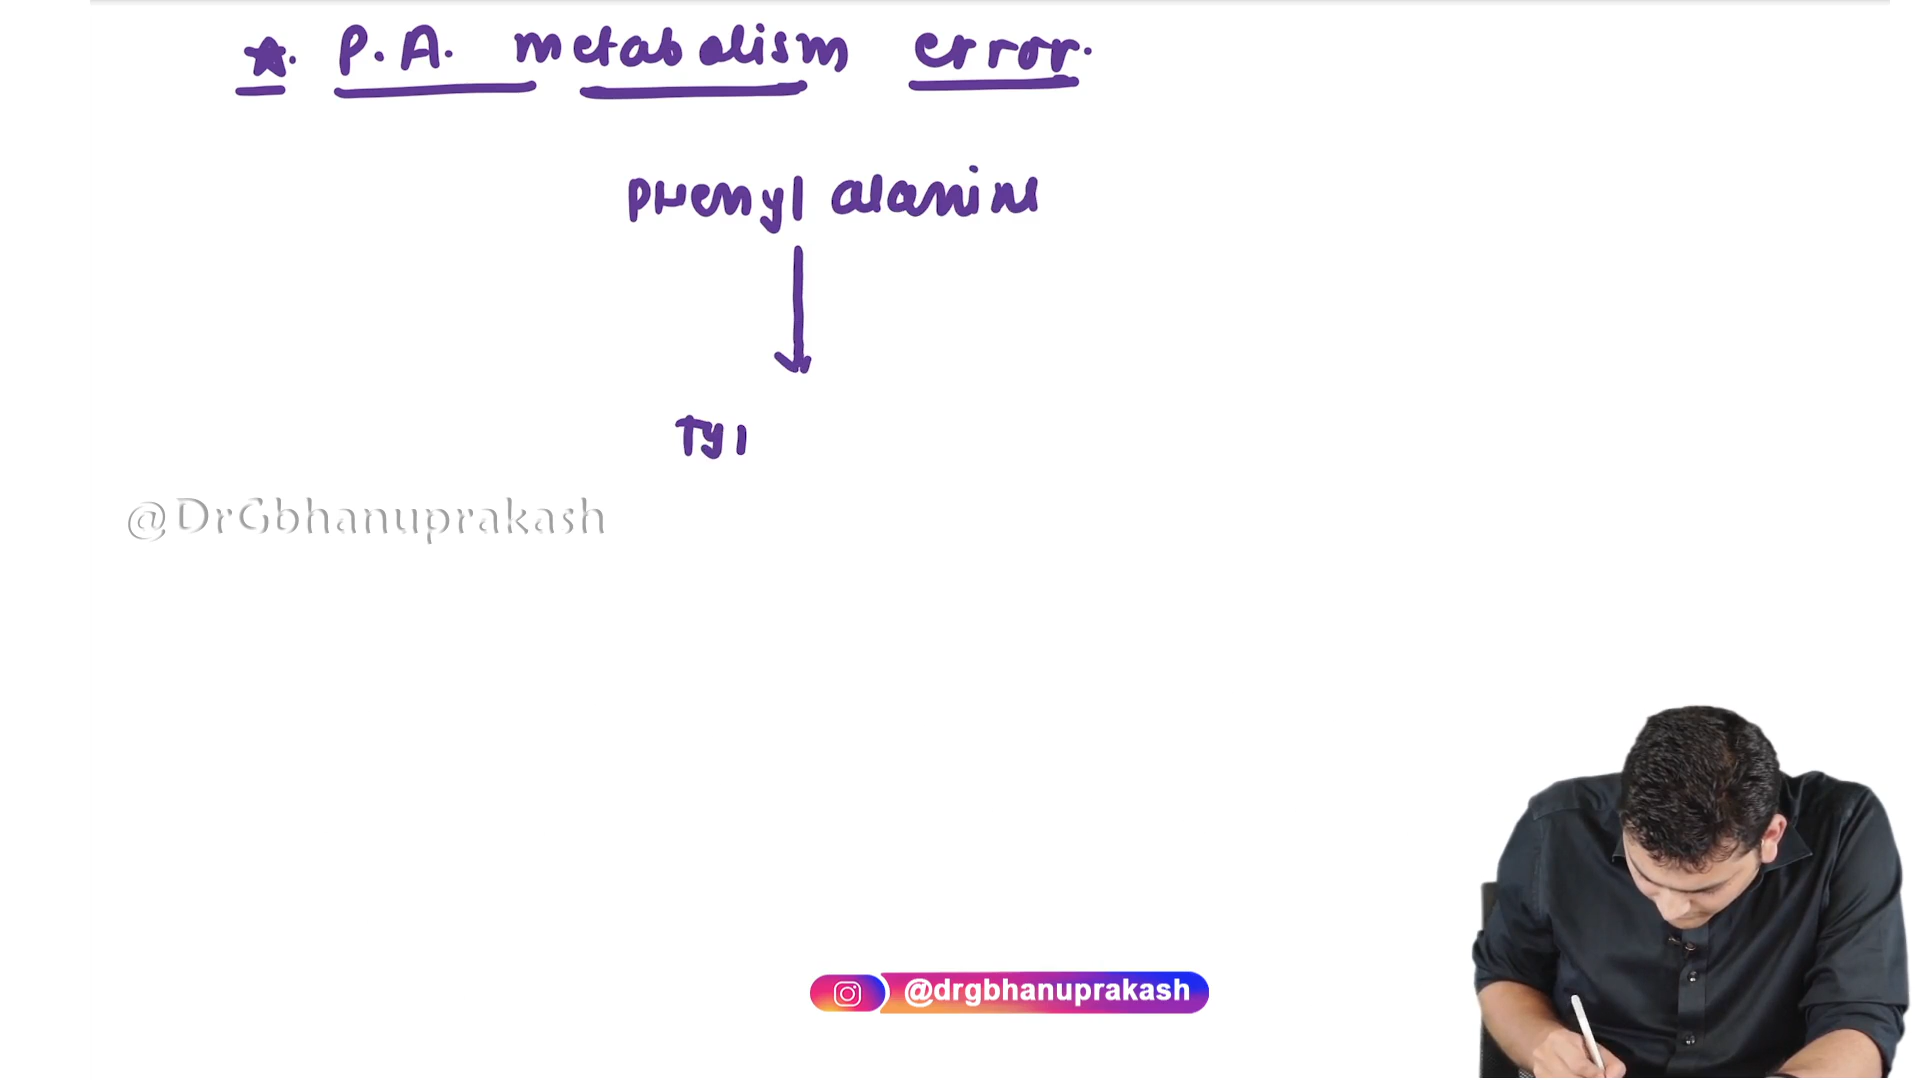 ★. P.A. metabolism error.
Phenyl alanine
Tyr
@DrGbhanuprakash
@drgbhanuprakash